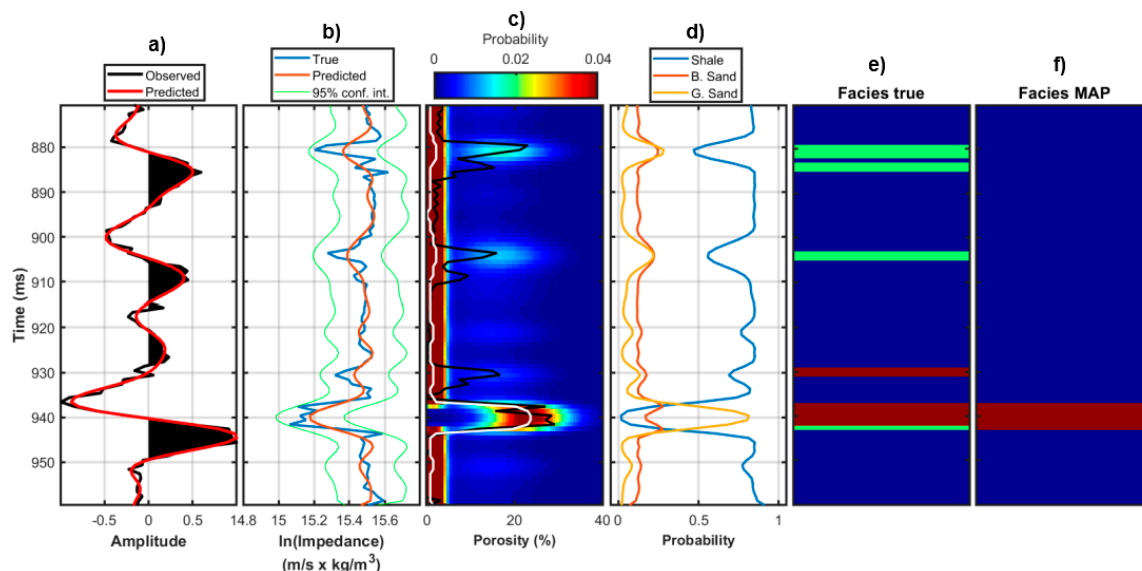 a)
b)
c)
d)
e)
f)
Observed
Predicted
True
Predicted
95% conf. int.
Probability
0
0.02
0.04
Shale
B. Sand
G. Sand
Facies true
Facies MAP
Time (ms)
880
890
900
910
920
930
940
950
-0.5 0 0.5 1
Amplitude
4.8 15 15.2 15.4 15.6
ln(Impedance)
(m/s x kg/m³)
0 20 40
Porosity (%)
0 0.5 1
Probability